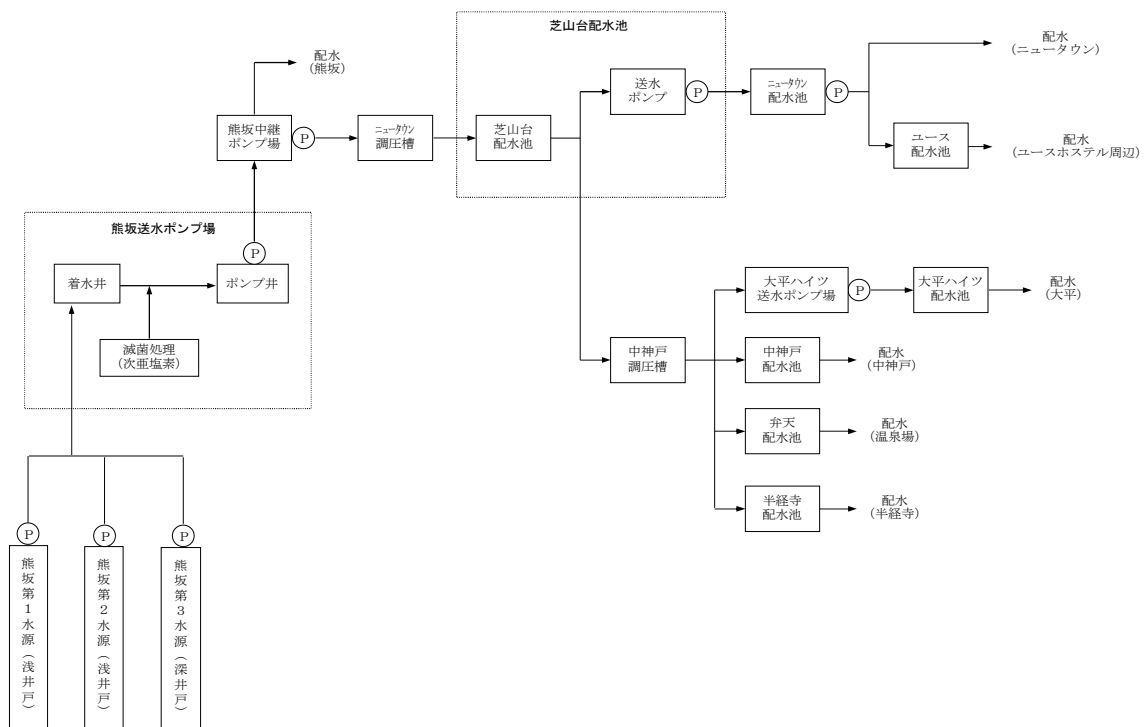 芝山台配水池
配水
(熊坂)
配水
(ニュータウン)
送水
ポンプ
P
ニュータウン
配水池
P
熊坂中継
ポンプ場
P
ニュータウン
調圧槽
芝山台
配水池
ユース
配水池
配水
(ユースホステル周辺)
熊坂送水ポンプ場
P
着水井
ポンプ井
滅菌処理
(次亜塩素)
大平ハイツ
送水ポンプ場
P
大平ハイツ
配水池
配水
(大平)
中神戸
調圧槽
中神戸
配水池
配水
(中神戸)
弁天
配水池
配水
(温泉場)
半経寺
配水池
配水
(半経寺)
P
P
P
熊坂第1水源(浅井戸)
熊坂第2水源(浅井戸)
熊坂第3水源(深井戸)